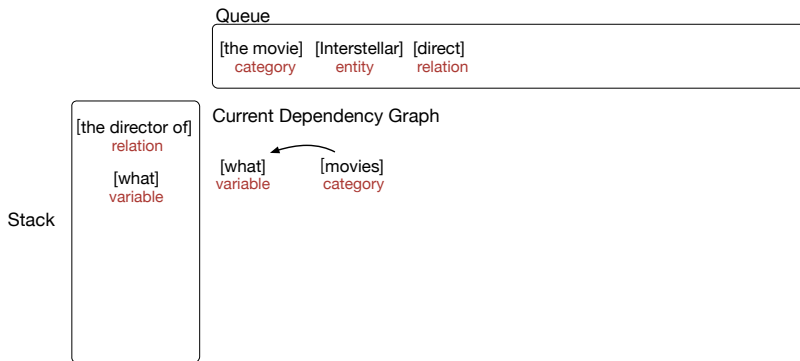 Queue
[the movie] [Interstellar] [direct]
category entity relation
Current Dependency Graph
[the director of]
relation
[what] [movies]
variable category
[what]
variable
Stack